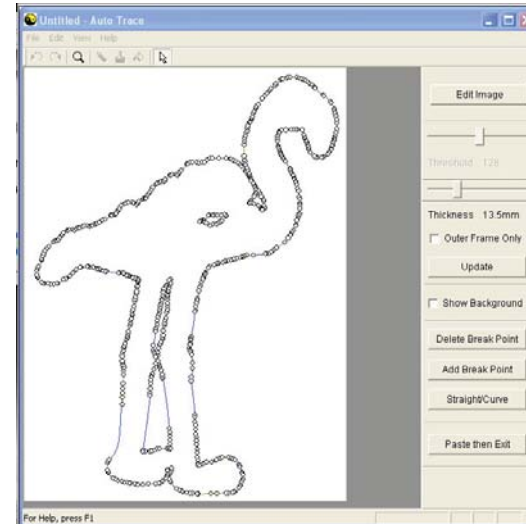 Untitled - Auto Trace
File Edit View Help
Edit Image
Threshold 128
Thickness 13.5mm
Outer Frame Only
Update
Show Background
Delete Break Point
Add Break Point
Straight/Curve
Paste then Exit
For Help, press F1